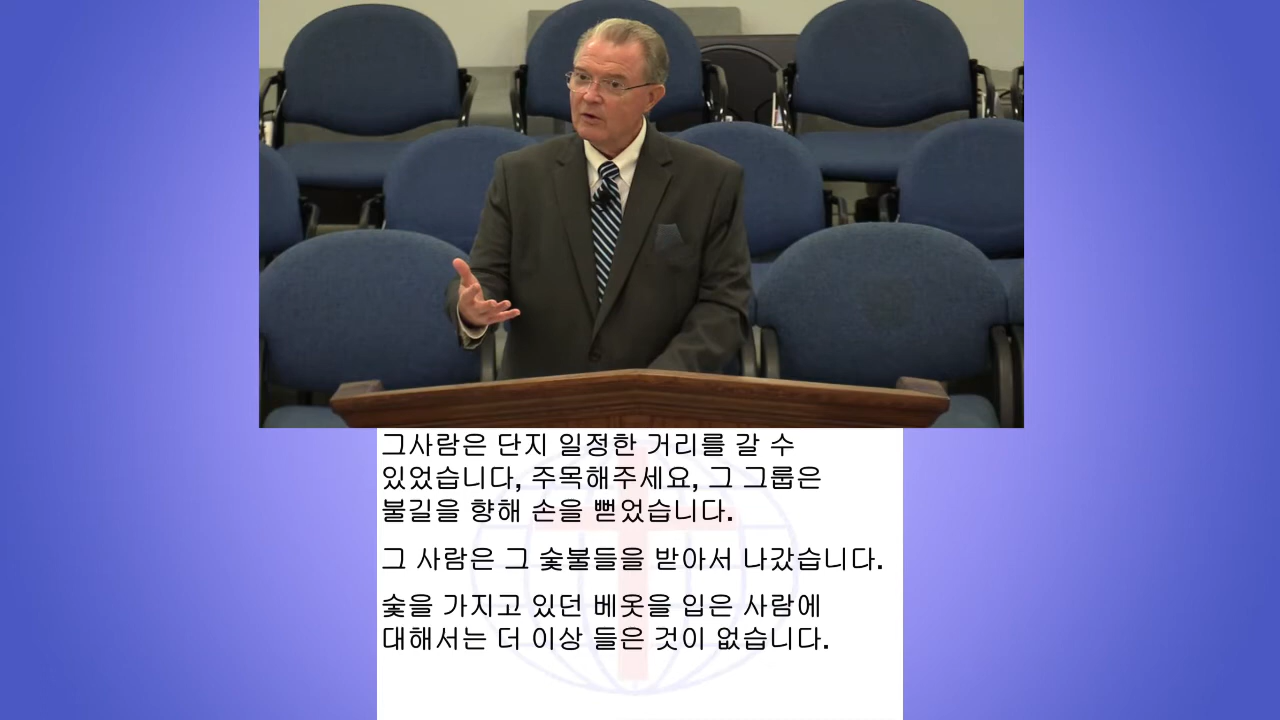 그사람은 단지 일정한 거리를 갈 수
있었습니다, 주목해주세요, 그 그룹은
불길을 향해 손을 뻗었습니다.
그 사람은 그 숯불들을 받아서 나갔습니다.
숯을 가지고 있던 베옷을 입은 사람에
대해서는 더 이상 들은 것이 없습니다.